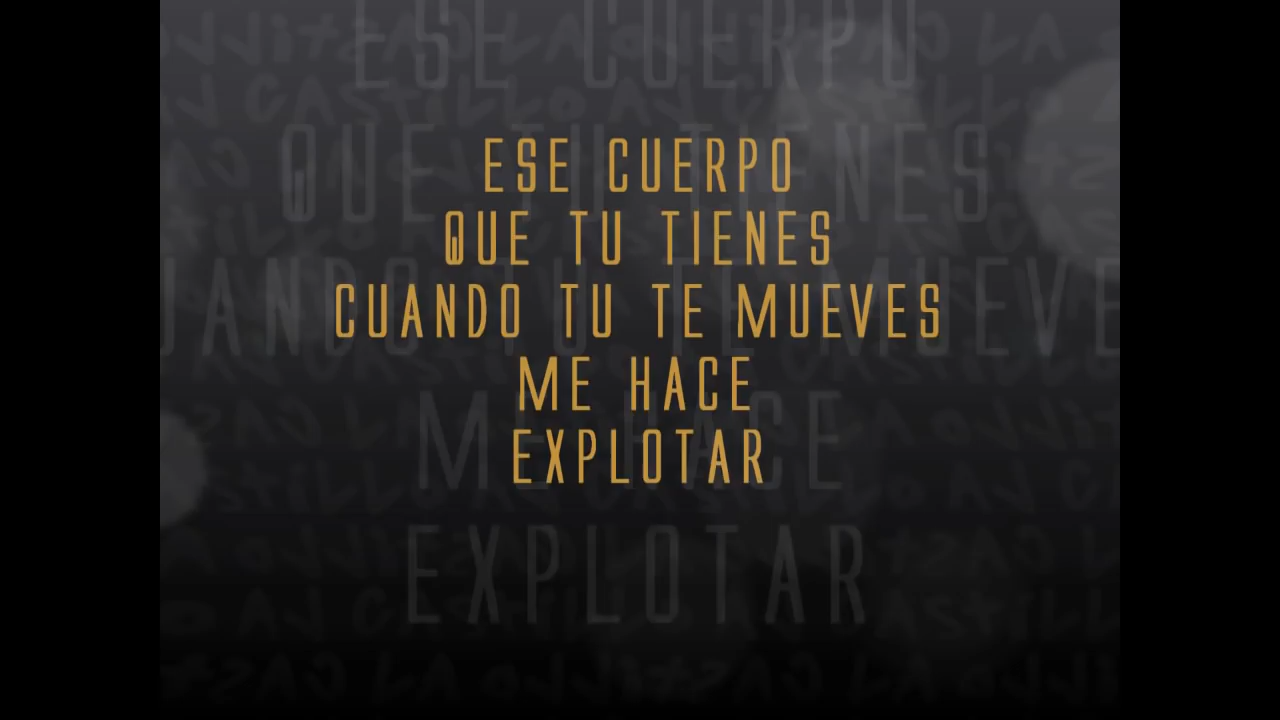 ESE CUERPO
QUE TU TIENES
CUANDO TU TE MUEVES
ME HACE
EXPLOTAR